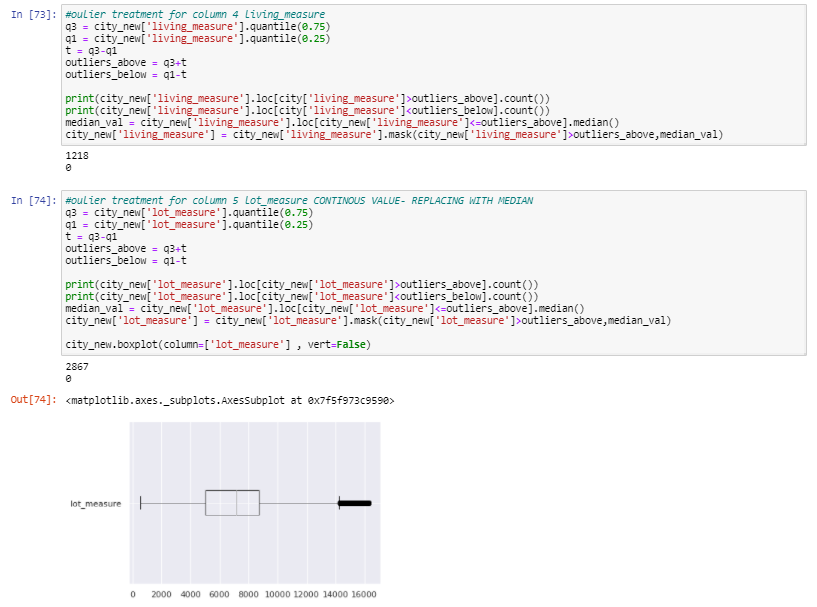 In [73]: #oulier treatment for column 4 living_measure
q3 = city_new['living_measure'].quantile(0.75)
q1 = city_new['living_measure'].quantile(0.25)
t = q3-q1
outliers_above = q3+t
outliers_below = q1-t
print(city_new['living_measure'].loc[city['living_measure']>outliers_above].count())
print(city_new['living_measure'].loc[city['living_measure']<outliers_below].count())
median_val = city_new['living_measure'].loc[city_new['living_measure']<=outliers_above].median()
city_new['living_measure'] = city_new['living_measure'].mask(city_new['living_measure']>outliers_above,median_val)
1218
0
In [74]: #oulier treatment for column 5 lot_measure CONTINOUS VALUE- REPLACING WITH MEDIAN
q3 = city_new['lot_measure'].quantile(0.75)
q1 = city_new['lot_measure'].quantile(0.25)
t = q3-q1
outliers_above = q3+t
outliers_below = q1-t
print(city_new['lot_measure'].loc[city_new['lot_measure']>outliers_above].count())
print(city_new['lot_measure'].loc[city_new['lot_measure']<outliers_below].count())
median_val = city_new['lot_measure'].loc[city_new['lot_measure']<=outliers_above].median()
city_new['lot_measure'] = city_new['lot_measure'].mask(city_new['lot_measure']>outliers_above,median_val)
city_new.boxplot(column=['lot_measure'] , vert=False)
2867
0
Out[74]: <matplotlib.axes._subplots.AxesSubplot at 0x7f5f973c9590>
lot_measure
0 2000 4000 6000 8000 10000 12000 14000 16000